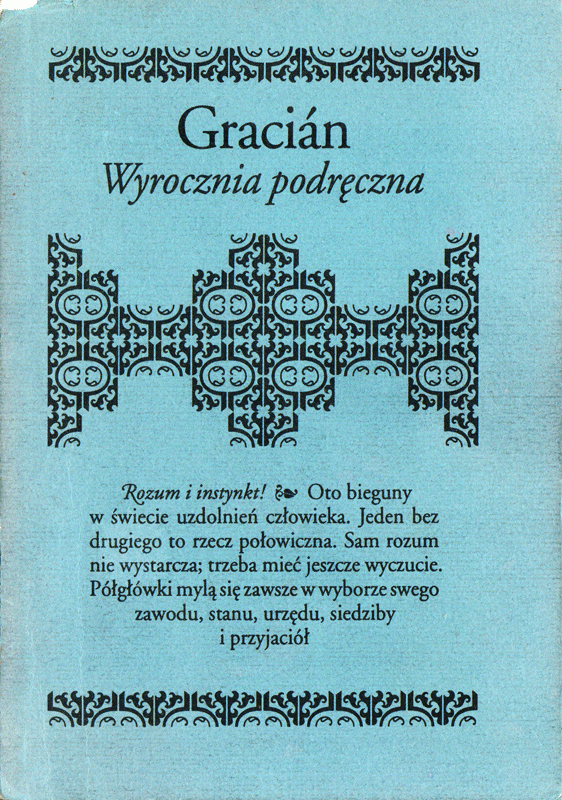 Gracián
Wyrocznia podręczna
Rozum i instynkt! ❧ Oto bieguny
w świecie uzdolnień człowieka. Jeden bez
drugiego to rzecz połowiczna. Sam rozum
nie wystarcza; trzeba mieć jeszcze wyczucie.
Półgłówki mylą się zawsze w wyborze swego
zawodu, stanu, urzędu, siedziby
i przyjaciół